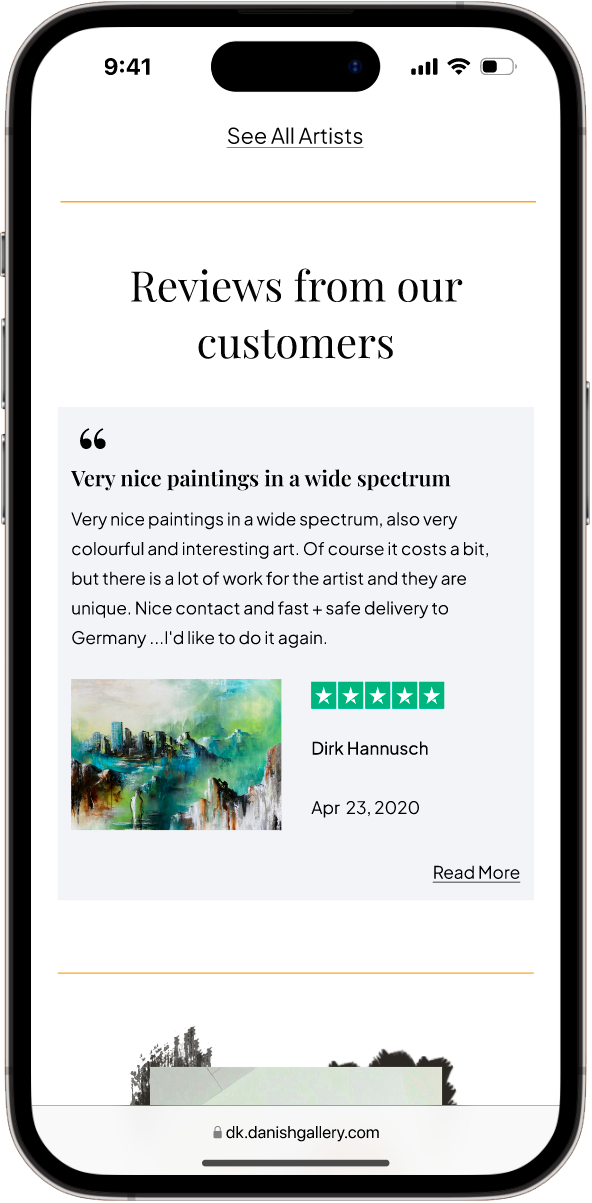 9:41
See All Artists
Reviews from our
customers
“
Very nice paintings in a wide spectrum
Very nice paintings in a wide spectrum, also very
colourful and interesting art. Of course it costs a bit,
but there is a lot of work for the artist and they are
unique. Nice contact and fast + safe delivery to
Germany ...I'd like to do it again.
Dirk Hannusch
Apr 23, 2020
Read More
dk.danishgallery.com